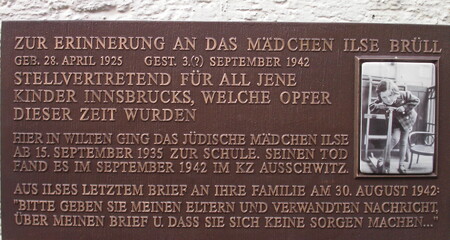 ZUR ERINNERUNG AN DAS MÄDCHEN ILSE BRÜLL
GEB. 28. APRIL 1925 GEST. 3.(?) SEPTEMBER 1942
STELLVERTRETEND FÜR ALL JENE
KINDER INNSBRUCKS, WELCHE OPFER
DIESER ZEIT WURDEN
HIER IN WILTEN GING DAS JÜDISCHE MÄDCHEN ILSE
AB 15. SEPTEMBER 1935 ZUR SCHULE. SEINEN TOD
FAND ES IM SEPTEMBER 1942 IM KZ AUSSCHWITZ.
AUS ILSES LETZTEM BRIEF AN IHRE FAMILIE AM 30. AUGUST 1942:
"BITTE GEBEN SIE MEINEN ELTERN UND VERWANDTEN NACHRICHT,
ÜBER MEINEN BRIEF U. DASS SIE SICH KEINE SORGEN MACHEN..."